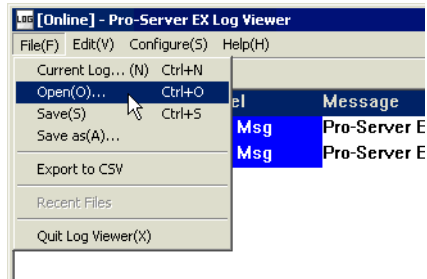 LOG [Online] - Pro-Server EX Log Viewer
File(F) Edit(V) Configure(S) Help(H)
Current Log... (N) Ctrl+N
Open(O)... Ctrl+O
el Message
Save(S) Ctrl+S
Msg Pro-Server E
Save as(A)...
Msg Pro-Server E
Export to CSV
Recent Files
Quit Log Viewer(X)